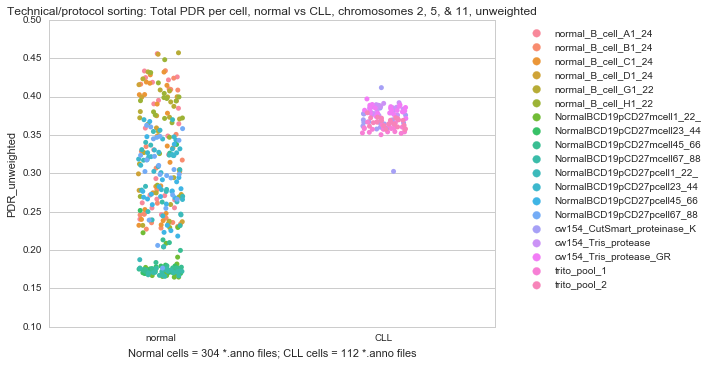 Technical/protocol sorting: Total PDR per cell, normal vs CLL, chromosomes 2, 5, & 11, unweighted
0.50
0.45
0.40
0.35
0.30
0.25
0.20
0.15
0.10
PDR_unweighted
normal
CLL
Normal cells = 304 *.anno files; CLL cells = 112 *.anno files
normal_B_cell_A1_24
normal_B_cell_B1_24
normal_B_cell_C1_24
normal_B_cell_D1_24
normal_B_cell_G1_22
normal_B_cell_H1_22
NormalBCD19pCD27mcell1_22_
NormalBCD19pCD27mcell23_44
NormalBCD19pCD27mcell45_66
NormalBCD19pCD27mcell67_88
NormalBCD19pCD27pcell1_22_
NormalBCD19pCD27pcell23_44
NormalBCD19pCD27pcell45_66
NormalBCD19pCD27pcell67_88
cw154_CutSmart_proteinase_K
cw154_Tris_protease
cw154_Tris_protease_GR
trito_pool_1
trito_pool_2